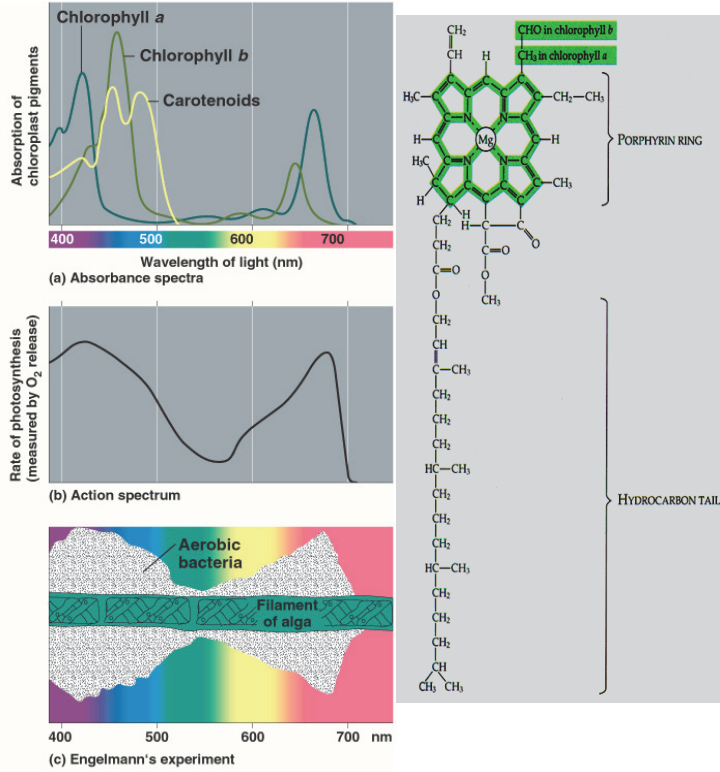 Chlorophyll a
Chlorophyll b
Carotenoids
Absorption of
chloroplast pigments
400 500 600 700
Wavelength of light (nm)
(a) Absorbance spectra
Rate of photosynthesis
(measured by O2 release)
(b) Action spectrum
Aerobic
bacteria
Filament
of alga
400 500 600 700 nm
(c) Engelmann's experiment
CH2
CHO in chlorophyll b
CH
H
CH3 in chlorophyll a
C C C C C
H3C C C C C CH2 CH3
N N
H C Mg C H
H3C N N
C C C C C CH3
H C C C C C
H
CH2 H C C
CH2 C O O
C O O
O CH3
CH2
CH
C CH3
CH2
CH2
CH2
HC CH3
CH2
CH2
CH2
HC CH3
CH2
CH2
CH2
CH
CH3 CH3
PORPHYRIN RING
HYDROCARBON TAIL